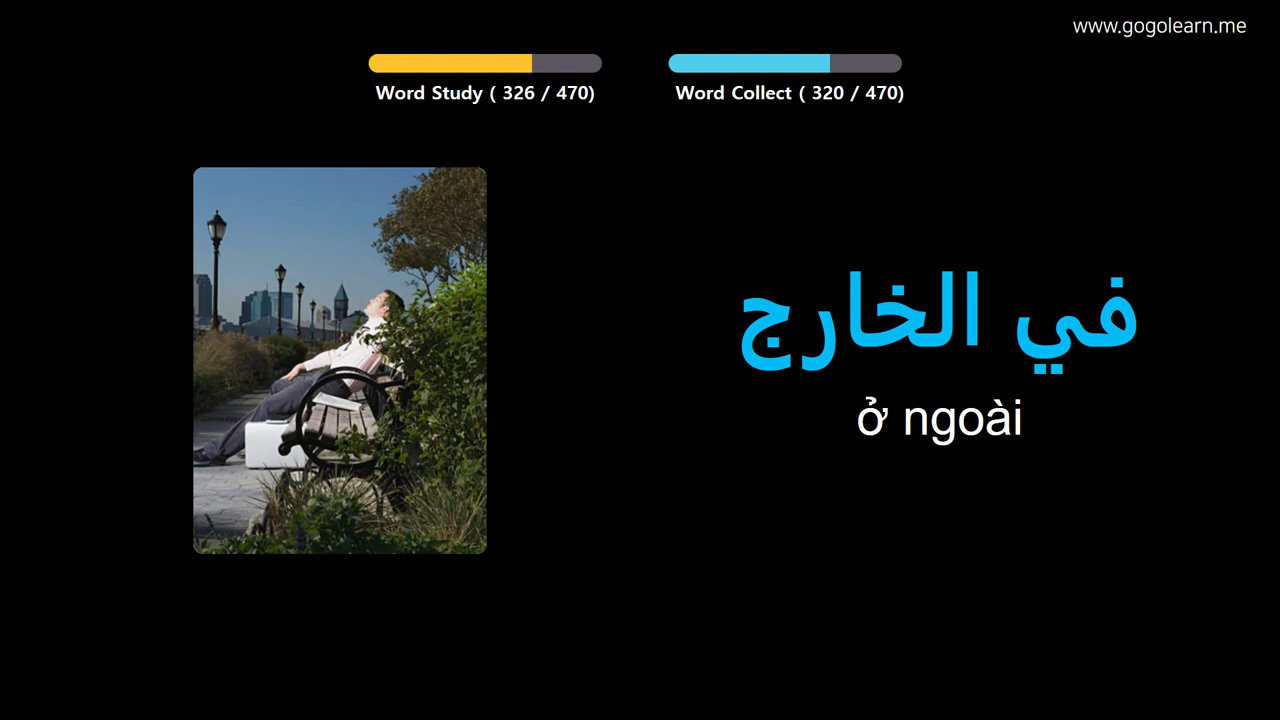 www.gogolearn.me
Word Study ( 326 / 470)
Word Collect ( 320 / 470)
في الخارج
ở ngoài